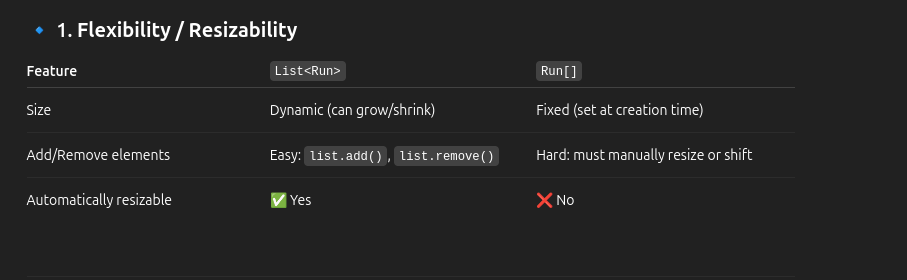 🔹 1. Flexibility / Resizability
Feature List<Run> Run[]
Size Dynamic (can grow/shrink) Fixed (set at creation time)
Add/Remove elements Easy: list.add(), list.remove() Hard: must manually resize or shift
Automatically resizable ✅ Yes ❌ No